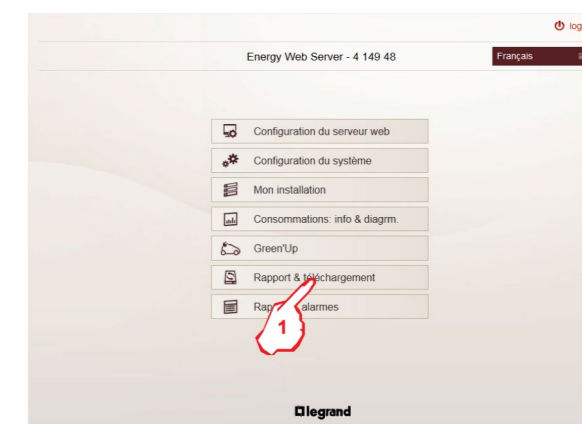 log
Energy Web Server - 4 149 48
Français
Configuration du serveur web
Configuration du système
Mon installation
Consommations: info & diagrm.
Green'Up
Rapport & téléchargement
alarmes
1
legrand